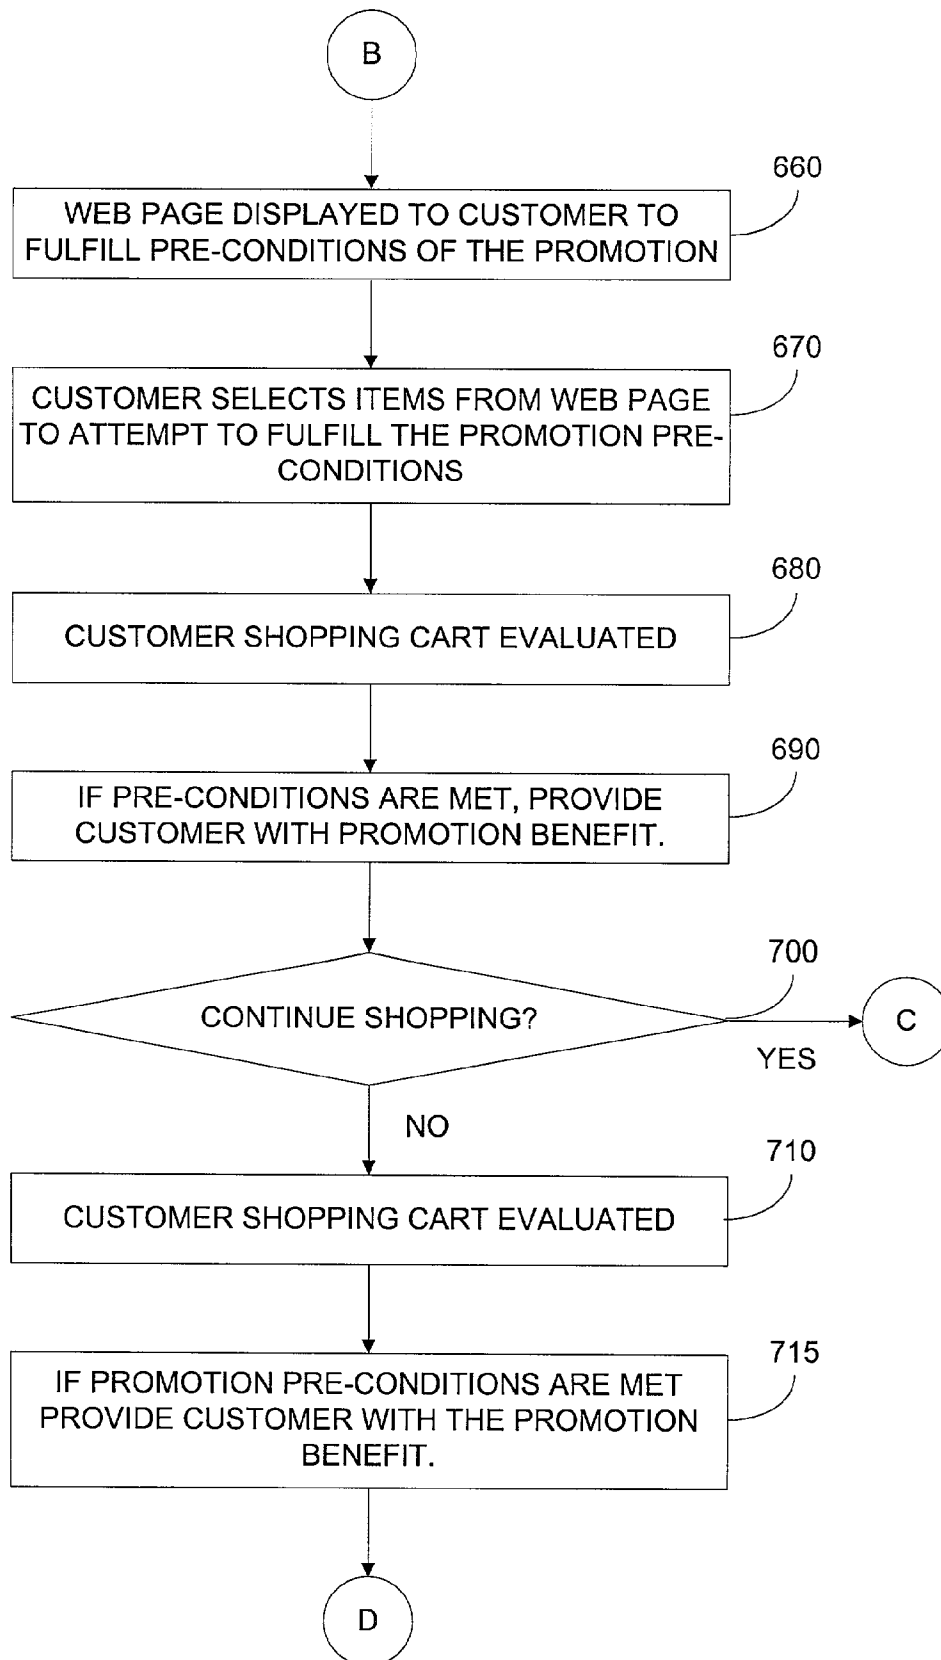 B
660
WEB PAGE DISPLAYED TO CUSTOMER TO
FULFILL PRE-CONDITIONS OF THE PROMOTION
670
CUSTOMER SELECTS ITEMS FROM WEB PAGE
TO ATTEMPT TO FULFILL THE PROMOTION PRE-
CONDITIONS
680
CUSTOMER SHOPPING CART EVALUATED
690
IF PRE-CONDITIONS ARE MET, PROVIDE
CUSTOMER WITH PROMOTION BENEFIT.
700
CONTINUE SHOPPING?
C
YES
NO
710
CUSTOMER SHOPPING CART EVALUATED
715
IF PROMOTION PRE-CONDITIONS ARE MET
PROVIDE CUSTOMER WITH THE PROMOTION
BENEFIT.
D